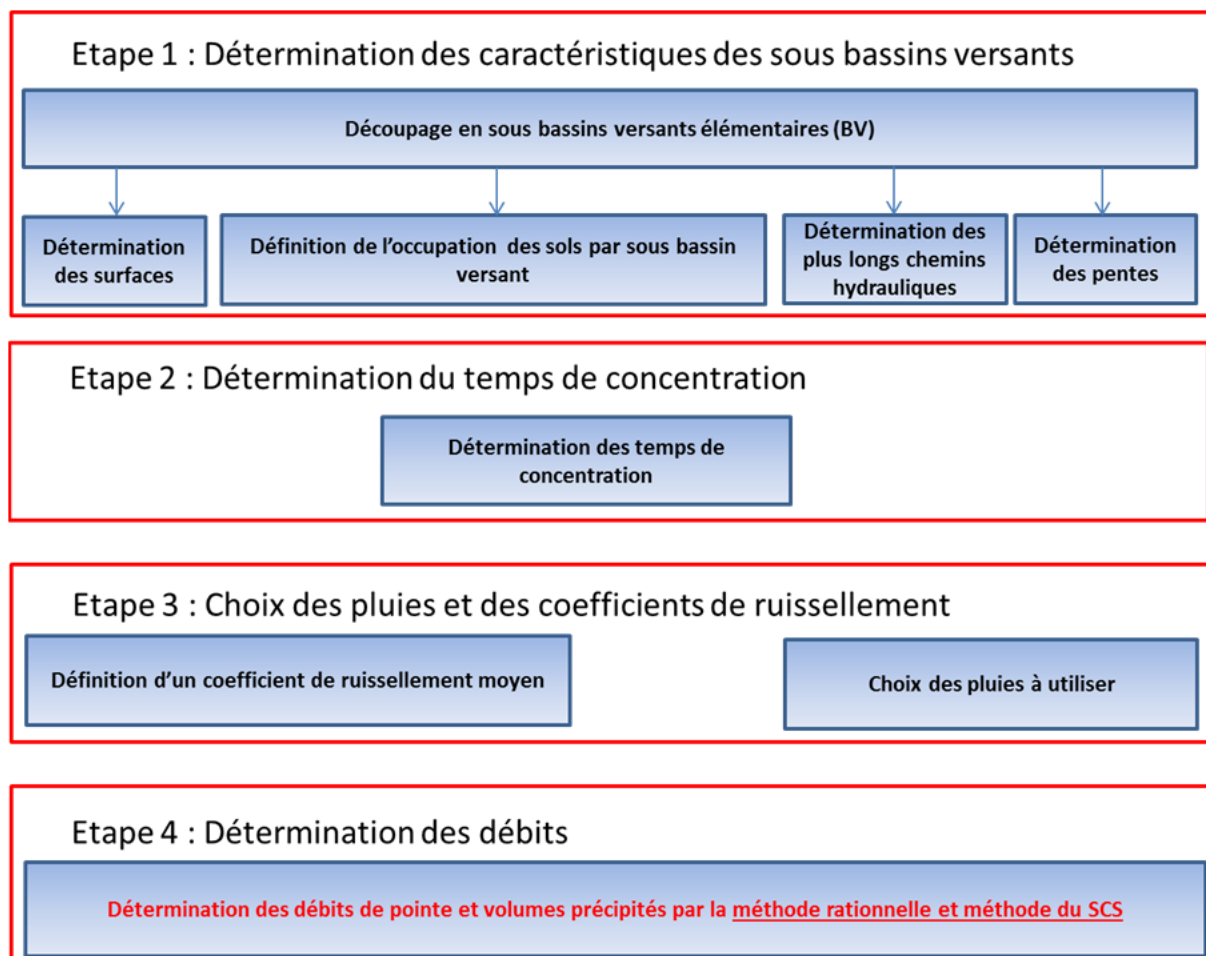 Etape 1 : Détermination des caractéristiques des sous bassins versants
Découpage en sous bassins versants élémentaires (BV)
Détermination
des surfaces
Définition de l'occupation des sols par sous bassin
versant
Détermination des
plus longs chemins
hydrauliques
Détermination
des pentes
Etape 2 : Détermination du temps de concentration
Détermination des temps de
concentration
Etape 3 : Choix des pluies et des coefficients de ruissellement
Définition d'un coefficient de ruissellement moyen
Choix des pluies à utiliser
Etape 4 : Détermination des débits
Détermination des débits de pointe et volumes précipités par la méthode rationnelle et méthode du SCS